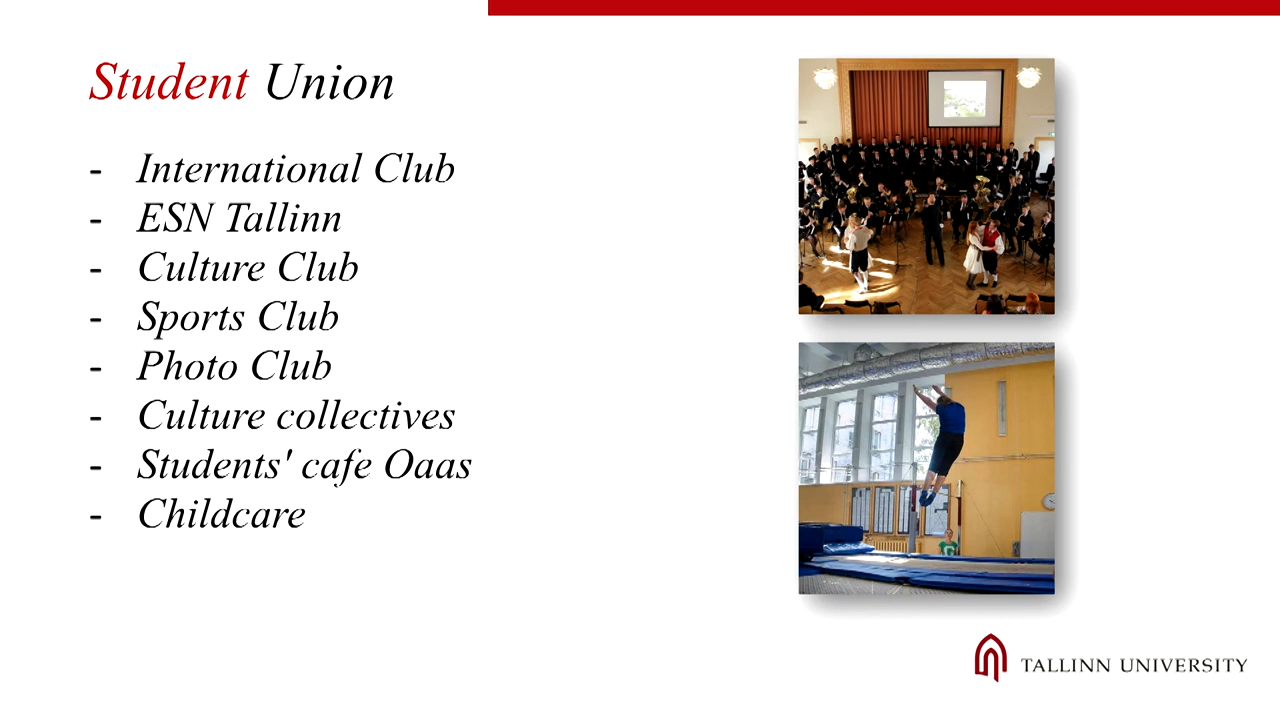 Student Union
- International Club
- ESN Tallinn
- Culture Club
- Sports Club
- Photo Club
- Culture collectives
- Students' cafe Oaas
- Childcare
TALLINN UNIVERSITY